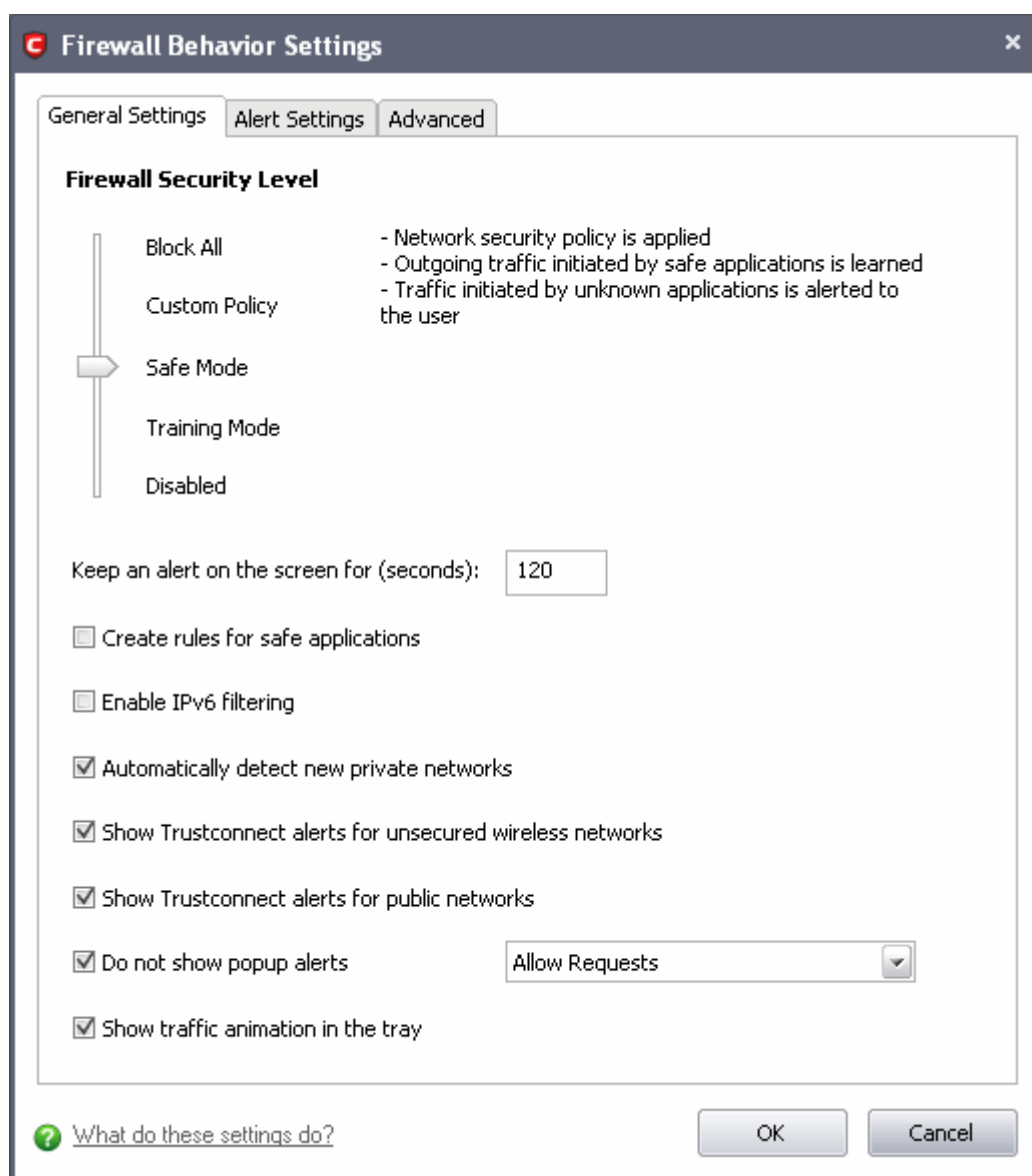 Firewall Behavior Settings
General Settings
Alert Settings
Advanced
Firewall Security Level
Block All
Custom Policy
Safe Mode
Training Mode
Disabled
- Network security policy is applied
- Outgoing traffic initiated by safe applications is learned
- Traffic initiated by unknown applications is alerted to
the user
Keep an alert on the screen for (seconds): 120
Create rules for safe applications
Enable IPv6 filtering
Automatically detect new private networks
Show Trustconnect alerts for unsecured wireless networks
Show Trustconnect alerts for public networks
Do not show popup alerts
Allow Requests
Show traffic animation in the tray
What do these settings do?
OK
Cancel